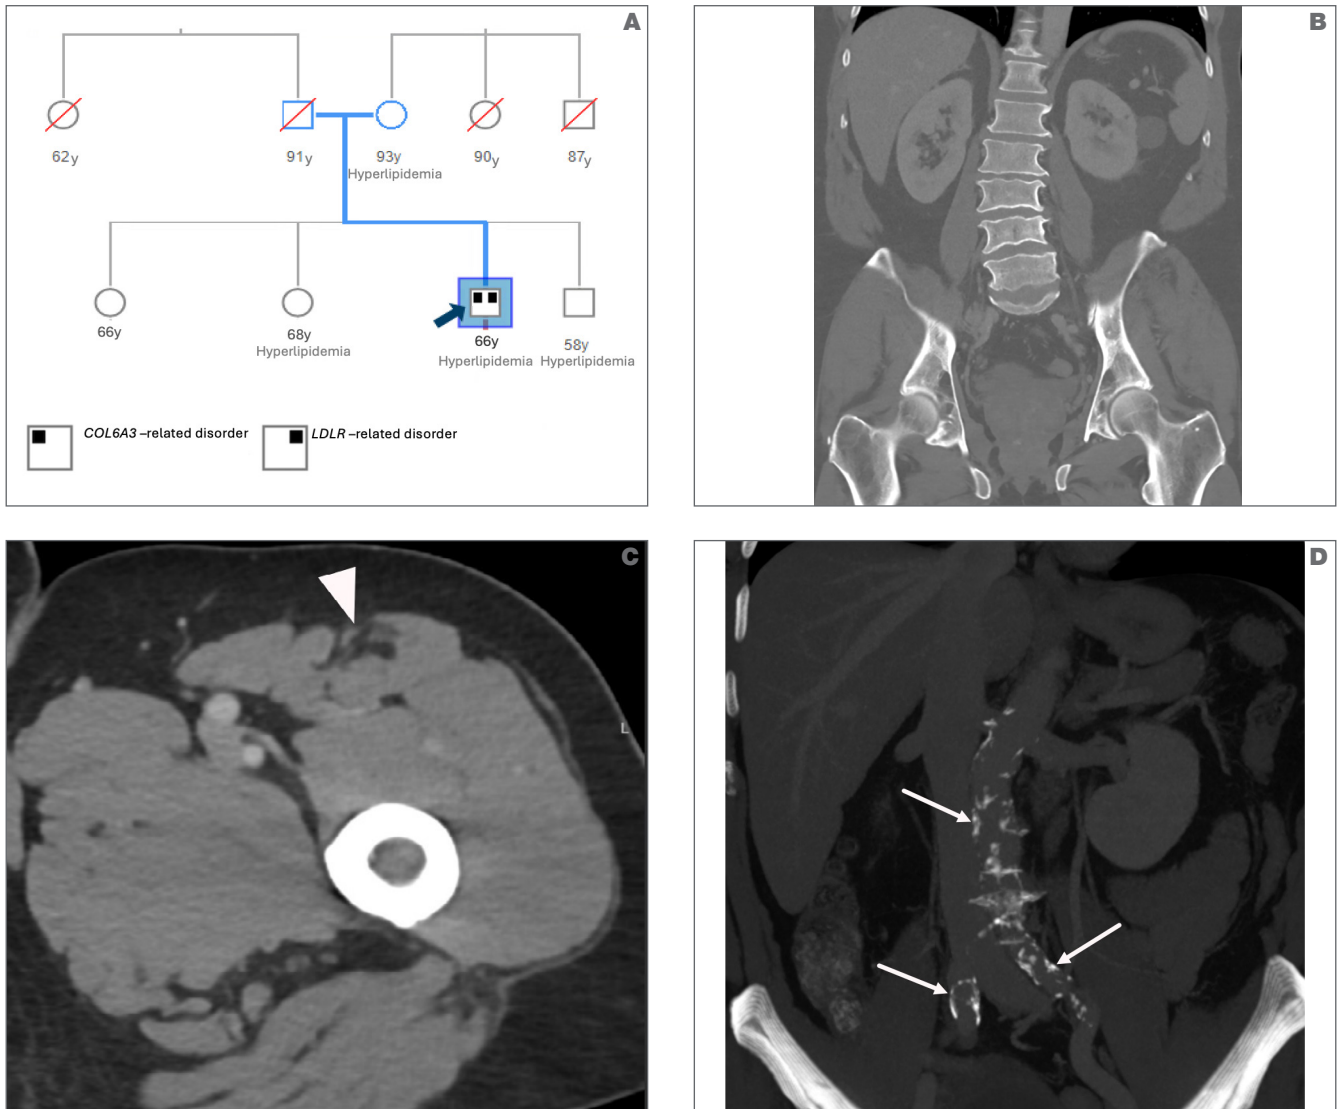 A
B
62y
91y
93y
90y
87y
Hyperlipidemia
66y
68y
66y
58y
Hyperlipidemia
Hyperlipidemia
Hyperlipidemia
COL6A3 –related disorder
LDLR –related disorder
C
D
L